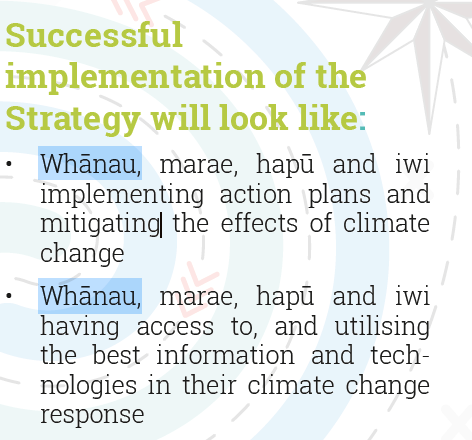 Successful
implementation of the
Strategy will look like:
• Whānau, marae, hapū and iwi
implementing action plans and
mitigating the effects of climate
change
• Whānau, marae, hapū and iwi
having access to, and utilising
the best information and tech-
nologies in their climate change
response